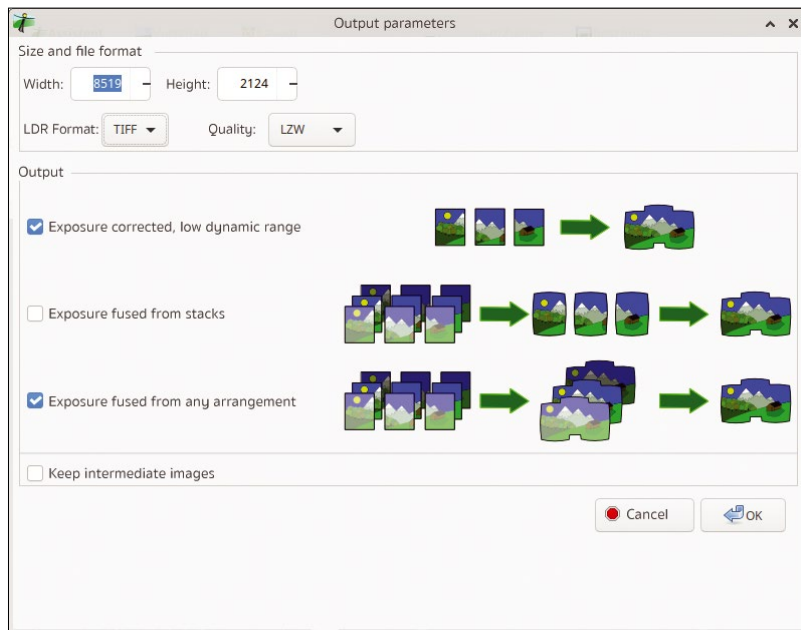 Output parameters
Size and file format
Width: 8519 Height: 2124
LDR Format: TIFF Quality: LZW
Output
Exposure corrected, low dynamic range
Exposure fused from stacks
Exposure fused from any arrangement
Keep intermediate images
Cancel OK